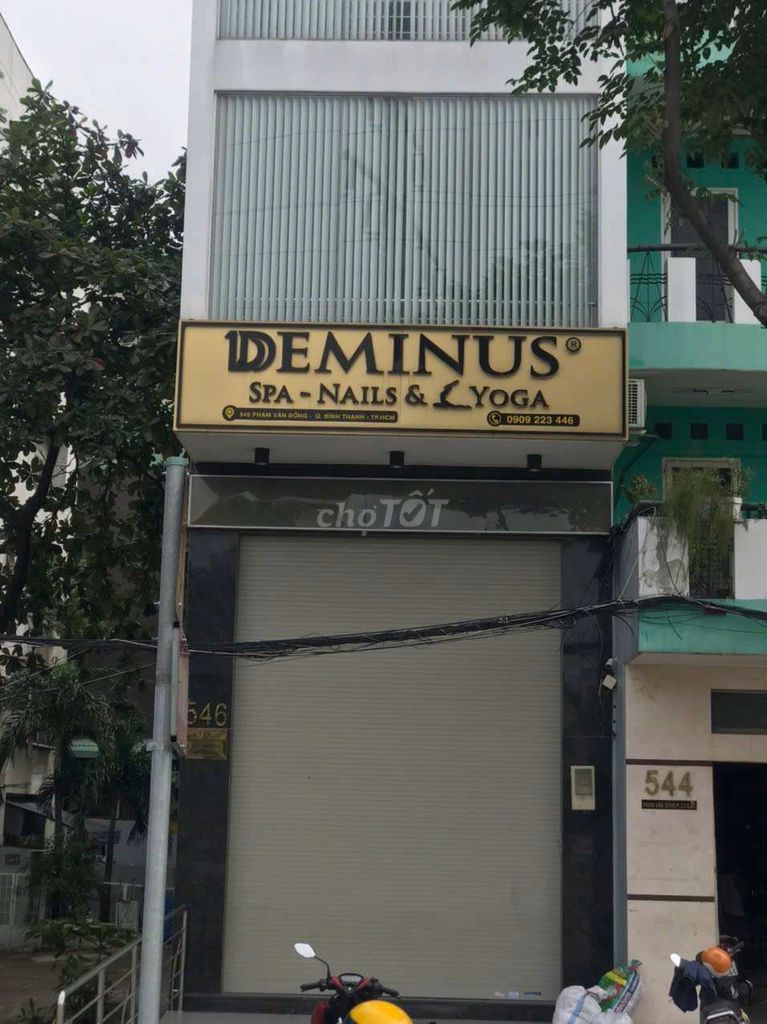 DEMINUS®
SPA - NAILS & YOGA
546 PHẠM VĂN ĐỒNG - Q. BÌNH THẠNH - TP.HCM
0909 223 446
chợTỐT
546
544